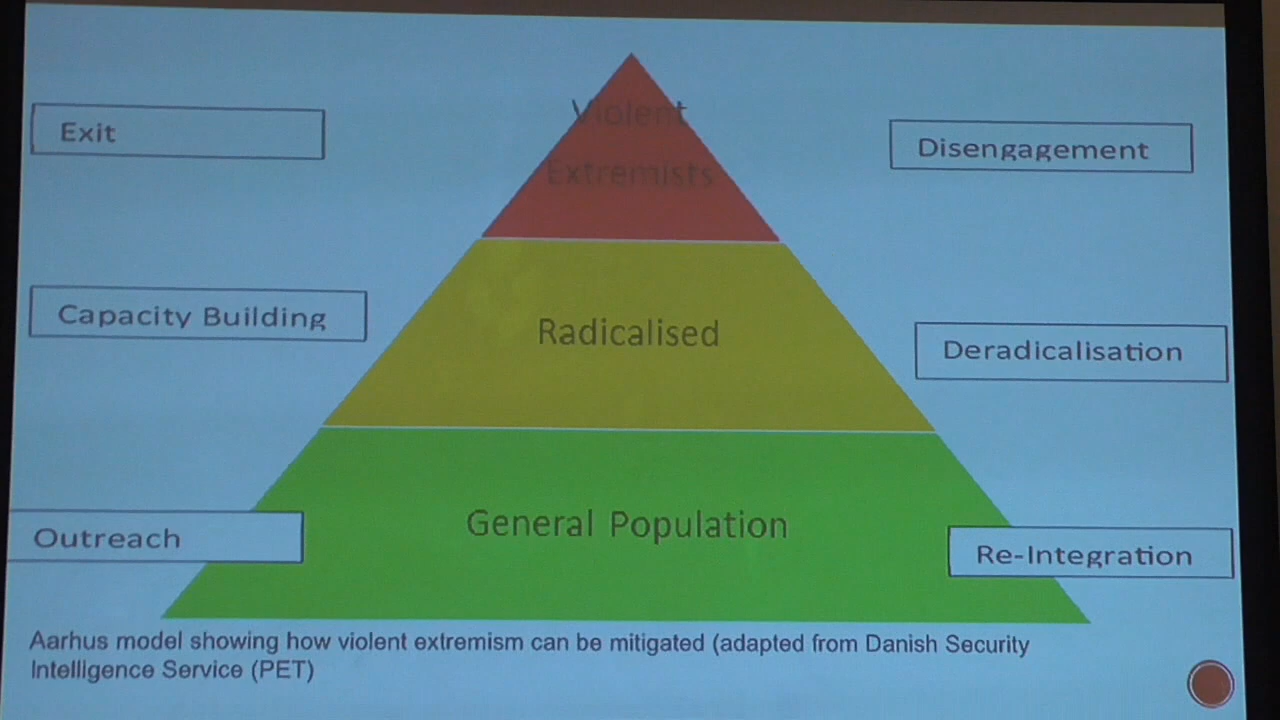 Violent
Extremists
Exit
Disengagement
Capacity Building
Radicalised
Deradicalisation
Outreach
General Population
Re-Integration
Aarhus model showing how violent extremism can be mitigated (adapted from Danish Security
Intelligence Service (PET)